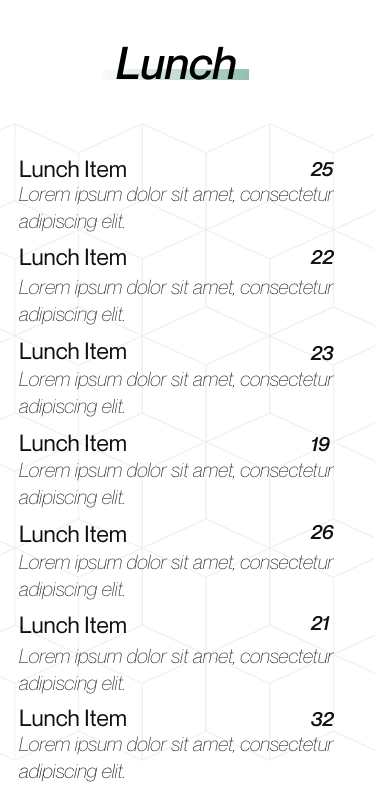 Lunch
Lunch Item 25
Lorem ipsum dolor sit amet, consectetur
adipiscing elit.
Lunch Item 22
Lorem ipsum dolor sit amet, consectetur
adipiscing elit.
Lunch Item 23
Lorem ipsum dolor sit amet, consectetur
adipiscing elit.
Lunch Item 19
Lorem ipsum dolor sit amet, consectetur
adipiscing elit.
Lunch Item 26
Lorem ipsum dolor sit amet, consectetur
adipiscing elit.
Lunch Item 21
Lorem ipsum dolor sit amet, consectetur
adipiscing elit.
Lunch Item 32
Lorem ipsum dolor sit amet, consectetur
adipiscing elit.